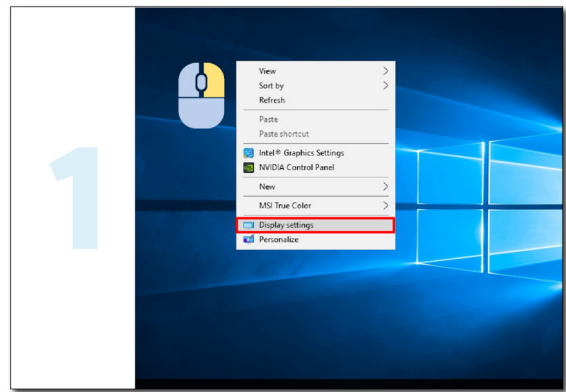 1
View
Sort by
Refresh
Paste
Paste shortcut
Intel® Graphics Settings
NVIDIA Control Panel
New
MSI True Color
Display settings
Personalize